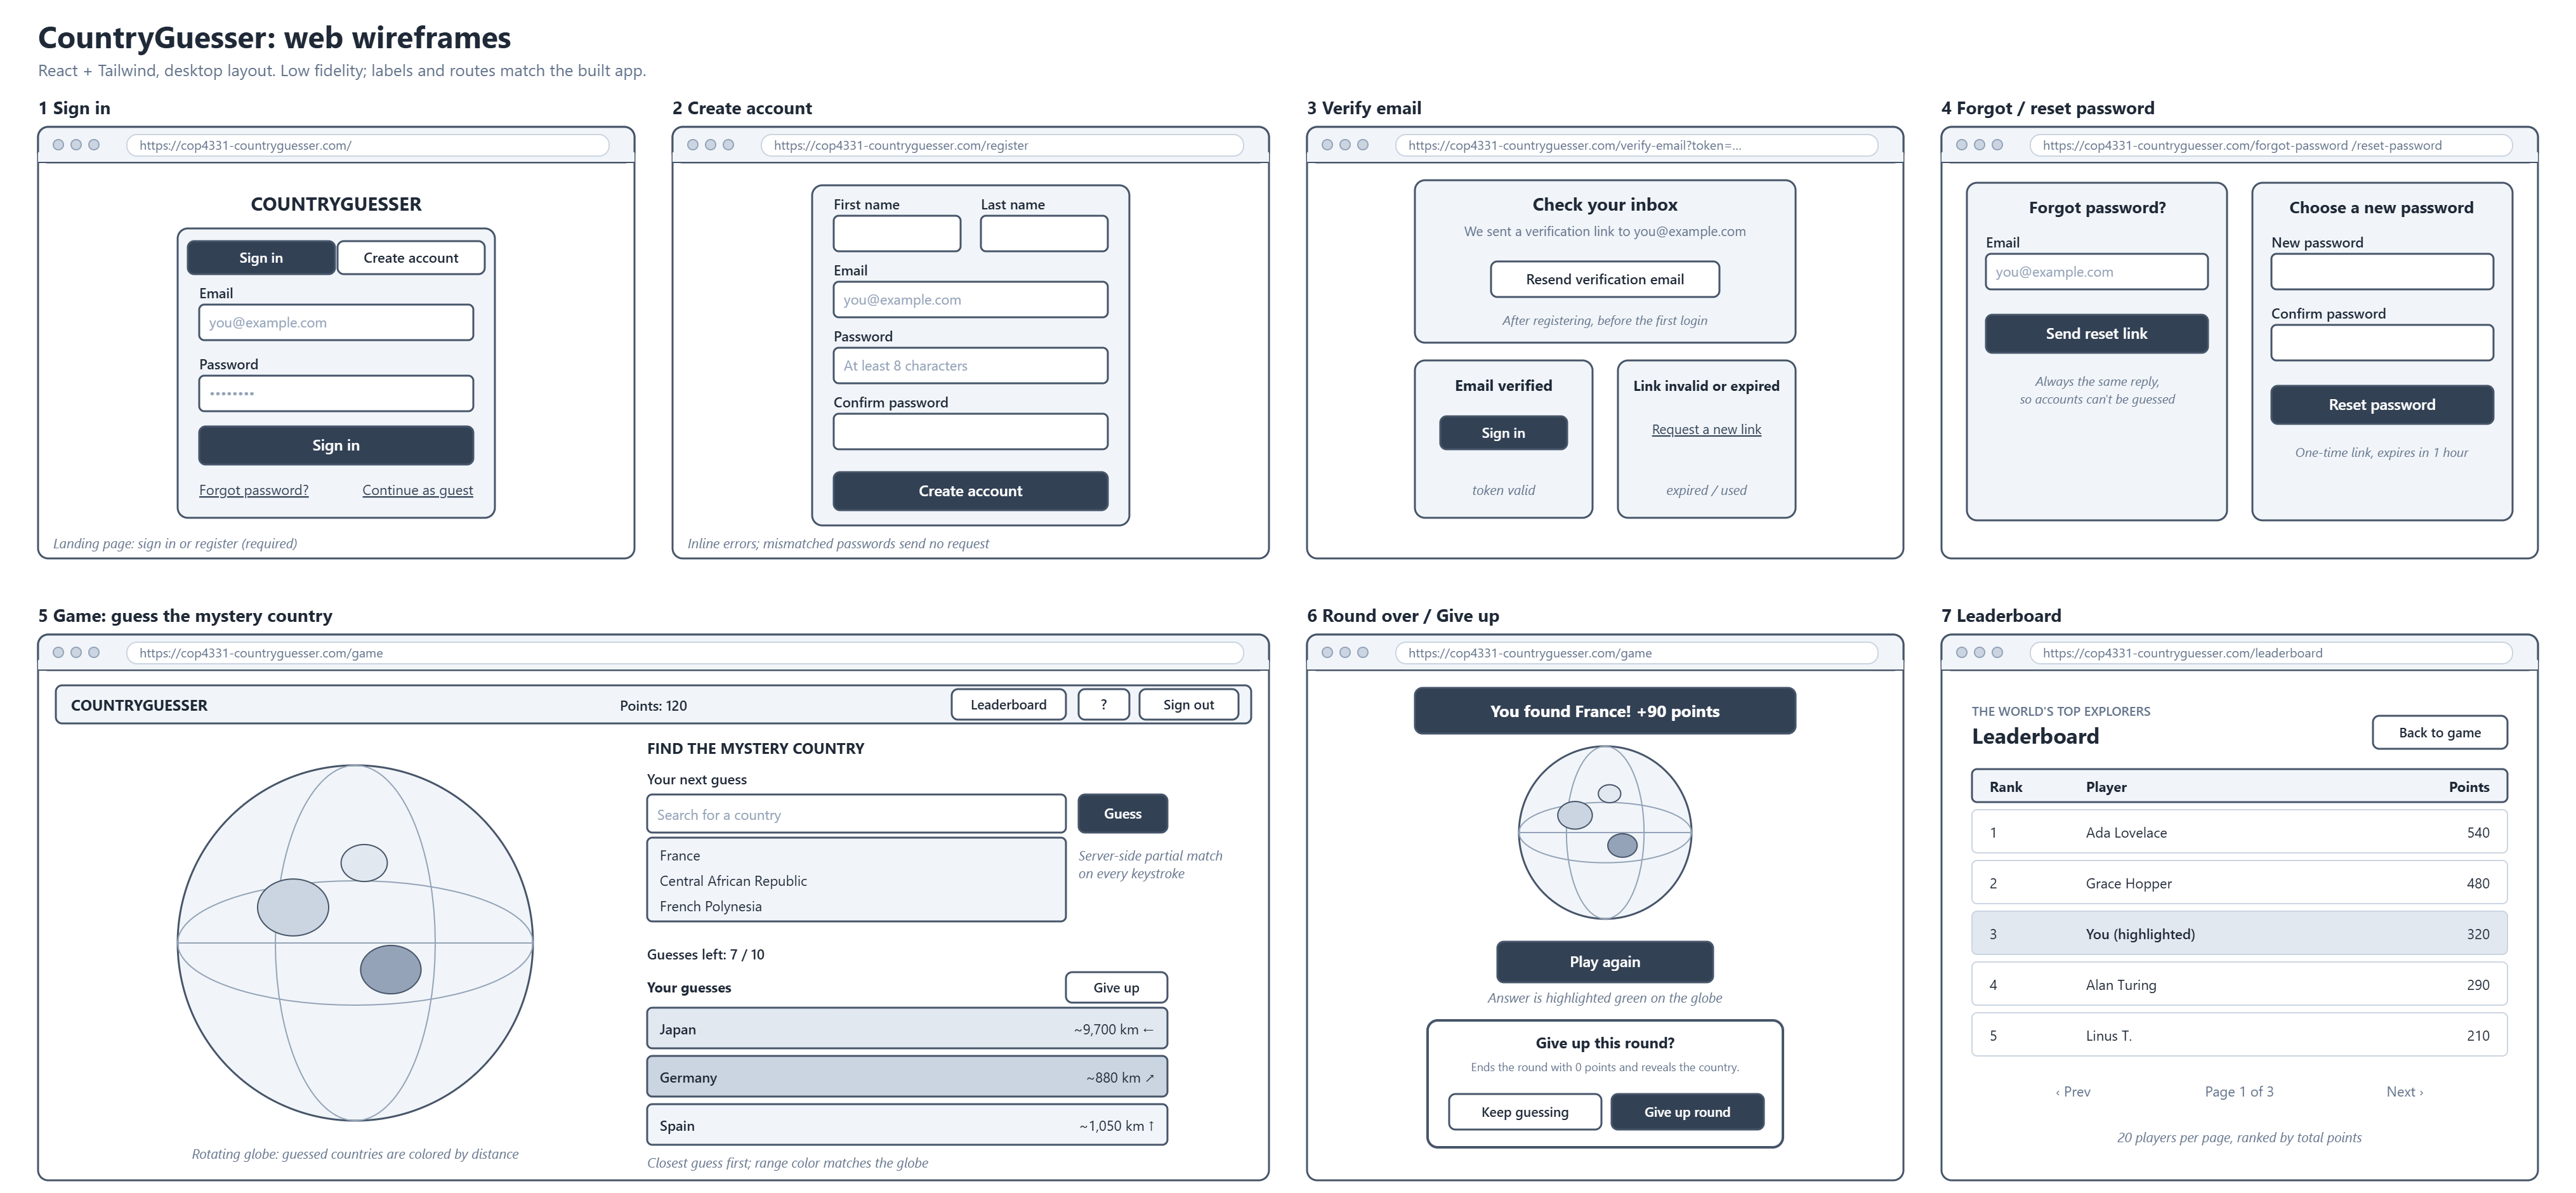 CountryGuesser: web wireframes
React + Tailwind, desktop layout. Low fidelity; labels and routes match the built app.
1 Sign in
https://cop4331-countryguesser.com/
COUNTRYGUESSER
Sign in
Create account
Email
you@example.com
Password
••••••••
Sign in
Forgot password?
Continue as guest
Landing page: sign in or register (required)
2 Create account
https://cop4331-countryguesser.com/register
First name
Last name
Email
you@example.com
Password
At least 8 characters
Confirm password
Create account
Inline errors; mismatched passwords send no request
3 Verify email
https://cop4331-countryguesser.com/verify-email?token=...
Check your inbox
We sent a verification link to you@example.com
Resend verification email
After registering, before the first login
Email verified
Sign in
token valid
Link invalid or expired
Request a new link
expired / used
4 Forgot / reset password
https://cop4331-countryguesser.com/forgot-password /reset-password
Forgot password?
Email
you@example.com
Send reset link
Always the same reply,
so accounts can't be guessed
Choose a new password
New password
Confirm password
Reset password
One-time link, expires in 1 hour
5 Game: guess the mystery country
https://cop4331-countryguesser.com/game
COUNTRYGUESSER
Points: 120
Leaderboard
?
Sign out
Rotating globe: guessed countries are colored by distance
FIND THE MYSTERY COUNTRY
Your next guess
Search for a country
Guess
France
Central African Republic
French Polynesia
Server-side partial match
on every keystroke
Guesses left: 7 / 10
Your guesses
Give up
Japan ~9,700 km ←
Germany ~880 km ↗
Spain ~1,050 km ↑
Closest guess first; range color matches the globe
6 Round over / Give up
https://cop4331-countryguesser.com/game
You found France! +90 points
Play again
Answer is highlighted green on the globe
Give up this round?
Ends the round with 0 points and reveals the country.
Keep guessing
Give up round
7 Leaderboard
https://cop4331-countryguesser.com/leaderboard
THE WORLD'S TOP EXPLORERS
Leaderboard
Back to game
Rank Player Points
1 Ada Lovelace 540
2 Grace Hopper 480
3 You (highlighted) 320
4 Alan Turing 290
5 Linus T. 210
‹ Prev Page 1 of 3 Next ›
20 players per page, ranked by total points